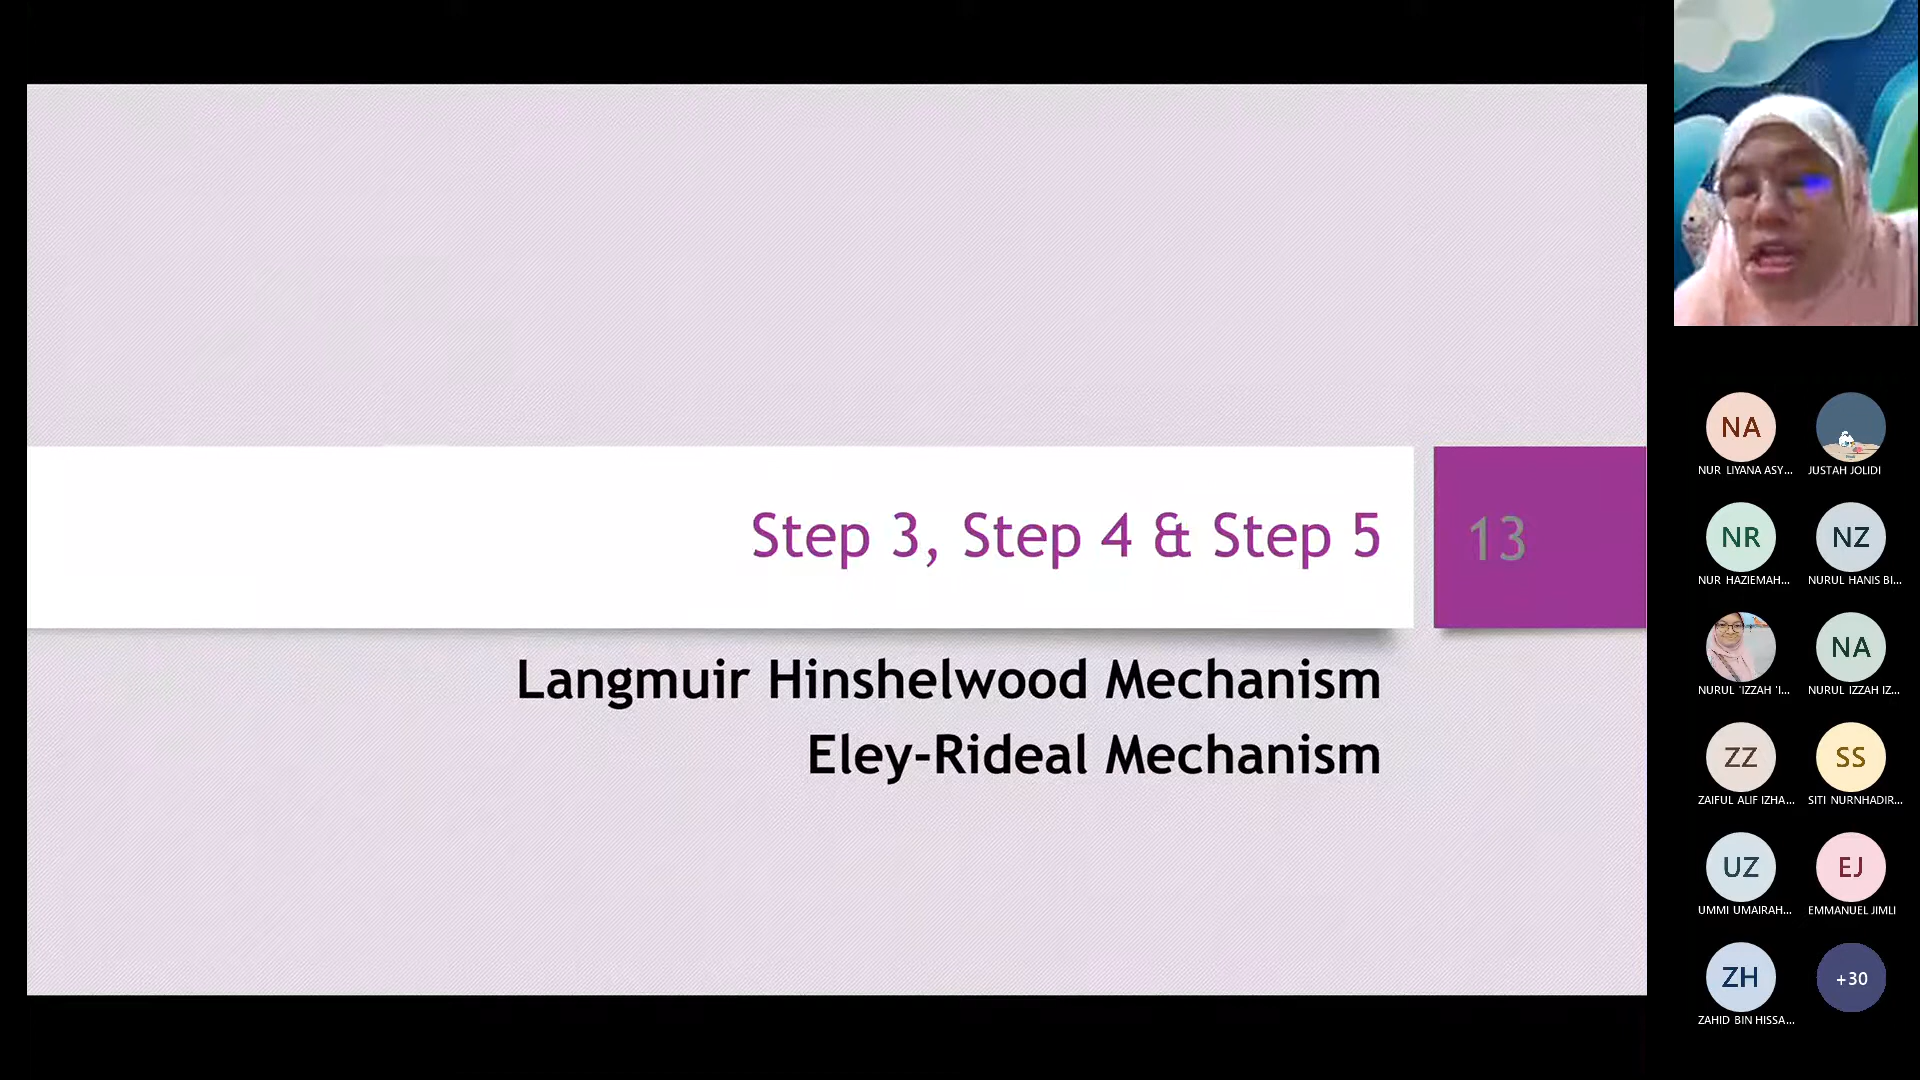 Step 3, Step 4 & Step 5
13
Langmuir Hinshelwood Mechanism
Eley-Rideal Mechanism
NA
NUR LIYANA ASY...
JUSTAH JOLIDI
NR
NUR HAZIEMAH...
NZ
NURUL HANIS BI...
NURUL 'IZZAH 'I...
NA
NURUL IZZAH IZ...
ZZ
ZAIFUL ALIF IZHA...
SS
SITI NURNHADIR...
UZ
UMMI UMAIRAH...
EJ
EMMANUEL JIMLI
ZH
ZAHID BIN HISSA...
+30